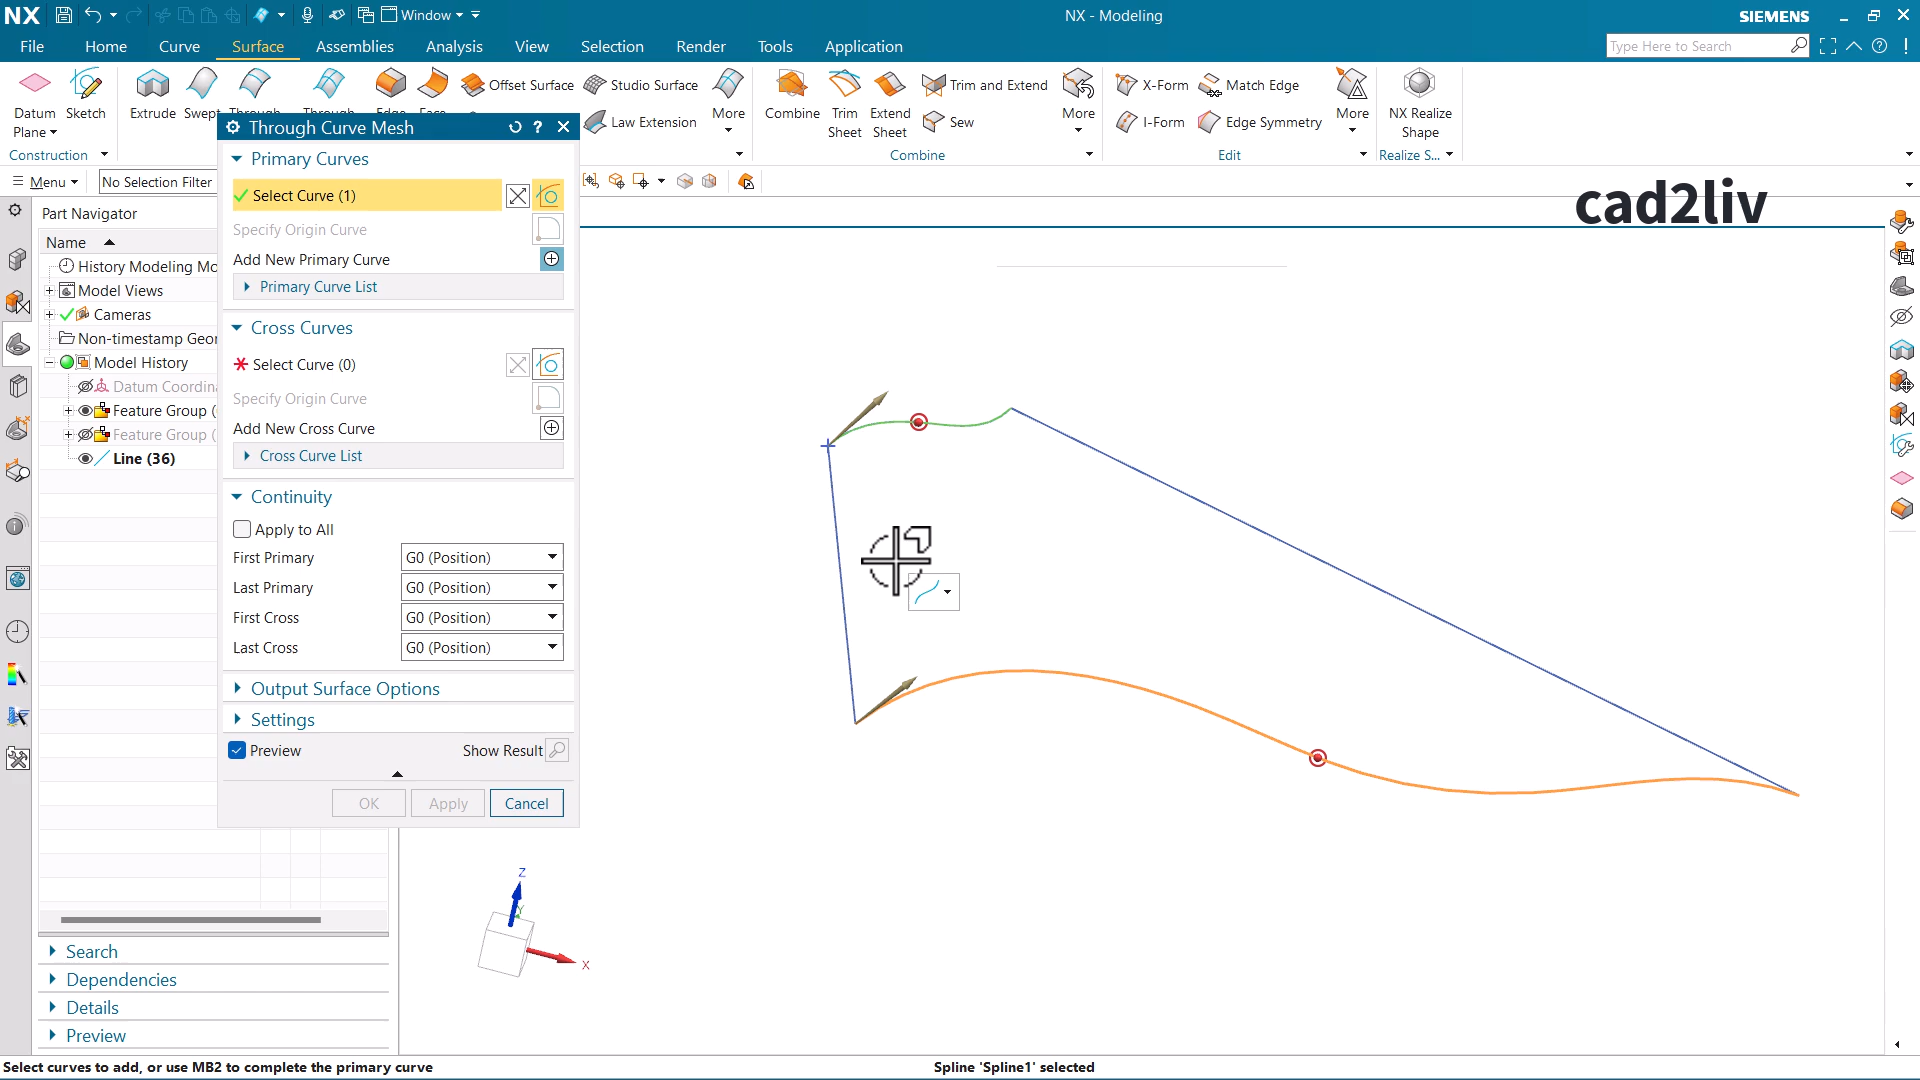 NX
Window
NX - Modeling
SIEMENS
File
Home
Curve
Surface
Assemblies
Analysis
View
Selection
Render
Tools
Application
Type Here to Search
Datum
Plane
Sketch
Extrude
Swept
Offset Surface
Studio Surface
Law Extension
More
Combine
Trim
Sheet
Extend
Sheet
Trim and Extend
Sew
More
X-Form
Match Edge
I-Form
Edge Symmetry
More
NX Realize
Shape
Construction
Combine
Edit
Realize S...
Menu
No Selection Filter
cad2liv
Through Curve Mesh
Primary Curves
Select Curve (1)
Specify Origin Curve
Add New Primary Curve
Primary Curve List
Cross Curves
Select Curve (0)
Specify Origin Curve
Add New Cross Curve
Cross Curve List
Continuity
Apply to All
First Primary
G0 (Position)
Last Primary
G0 (Position)
First Cross
G0 (Position)
Last Cross
G0 (Position)
Output Surface Options
Settings
Preview
Show Result
OK
Apply
Cancel
Part Navigator
Name
History Modeling Mo
Model Views
Cameras
Non-timestamp Geor
Model History
Datum Coordina
Feature Group (
Feature Group (
Line (36)
Z
Y
X
Search
Dependencies
Details
Preview
Select curves to add, or use MB2 to complete the primary curve
Spline 'Spline1' selected